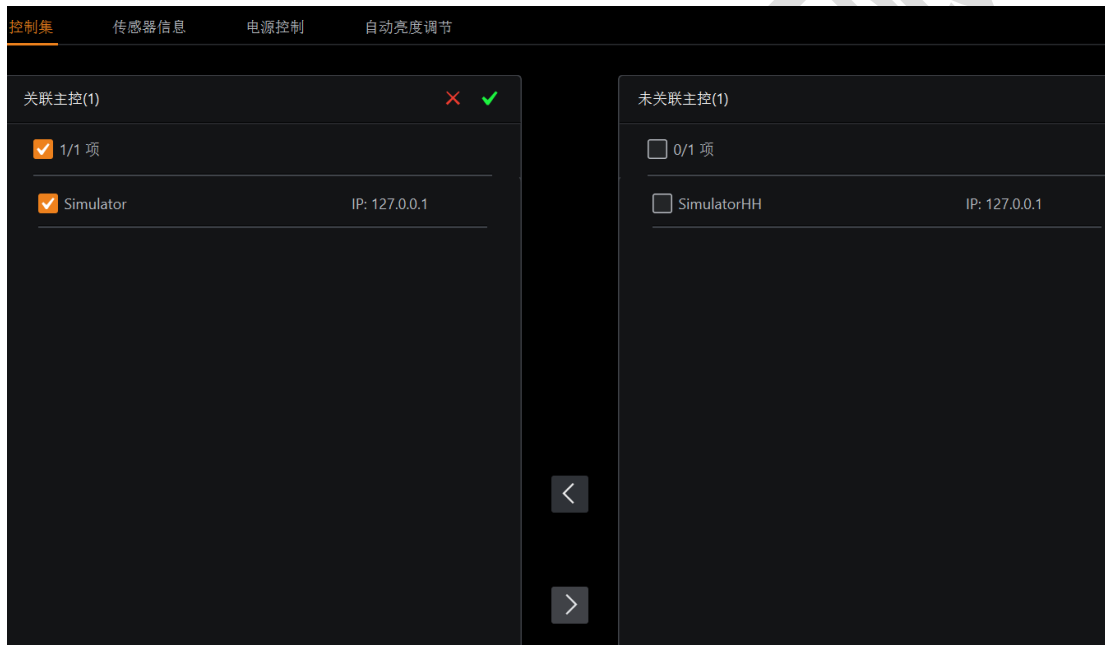 控制集 传感器信息 电源控制 自动亮度调节
关联主控(1)
1/1 项
Simulator IP: 127.0.0.1
未关联主控(1)
0/1 项
SimulatorHH IP: 127.0.0.1